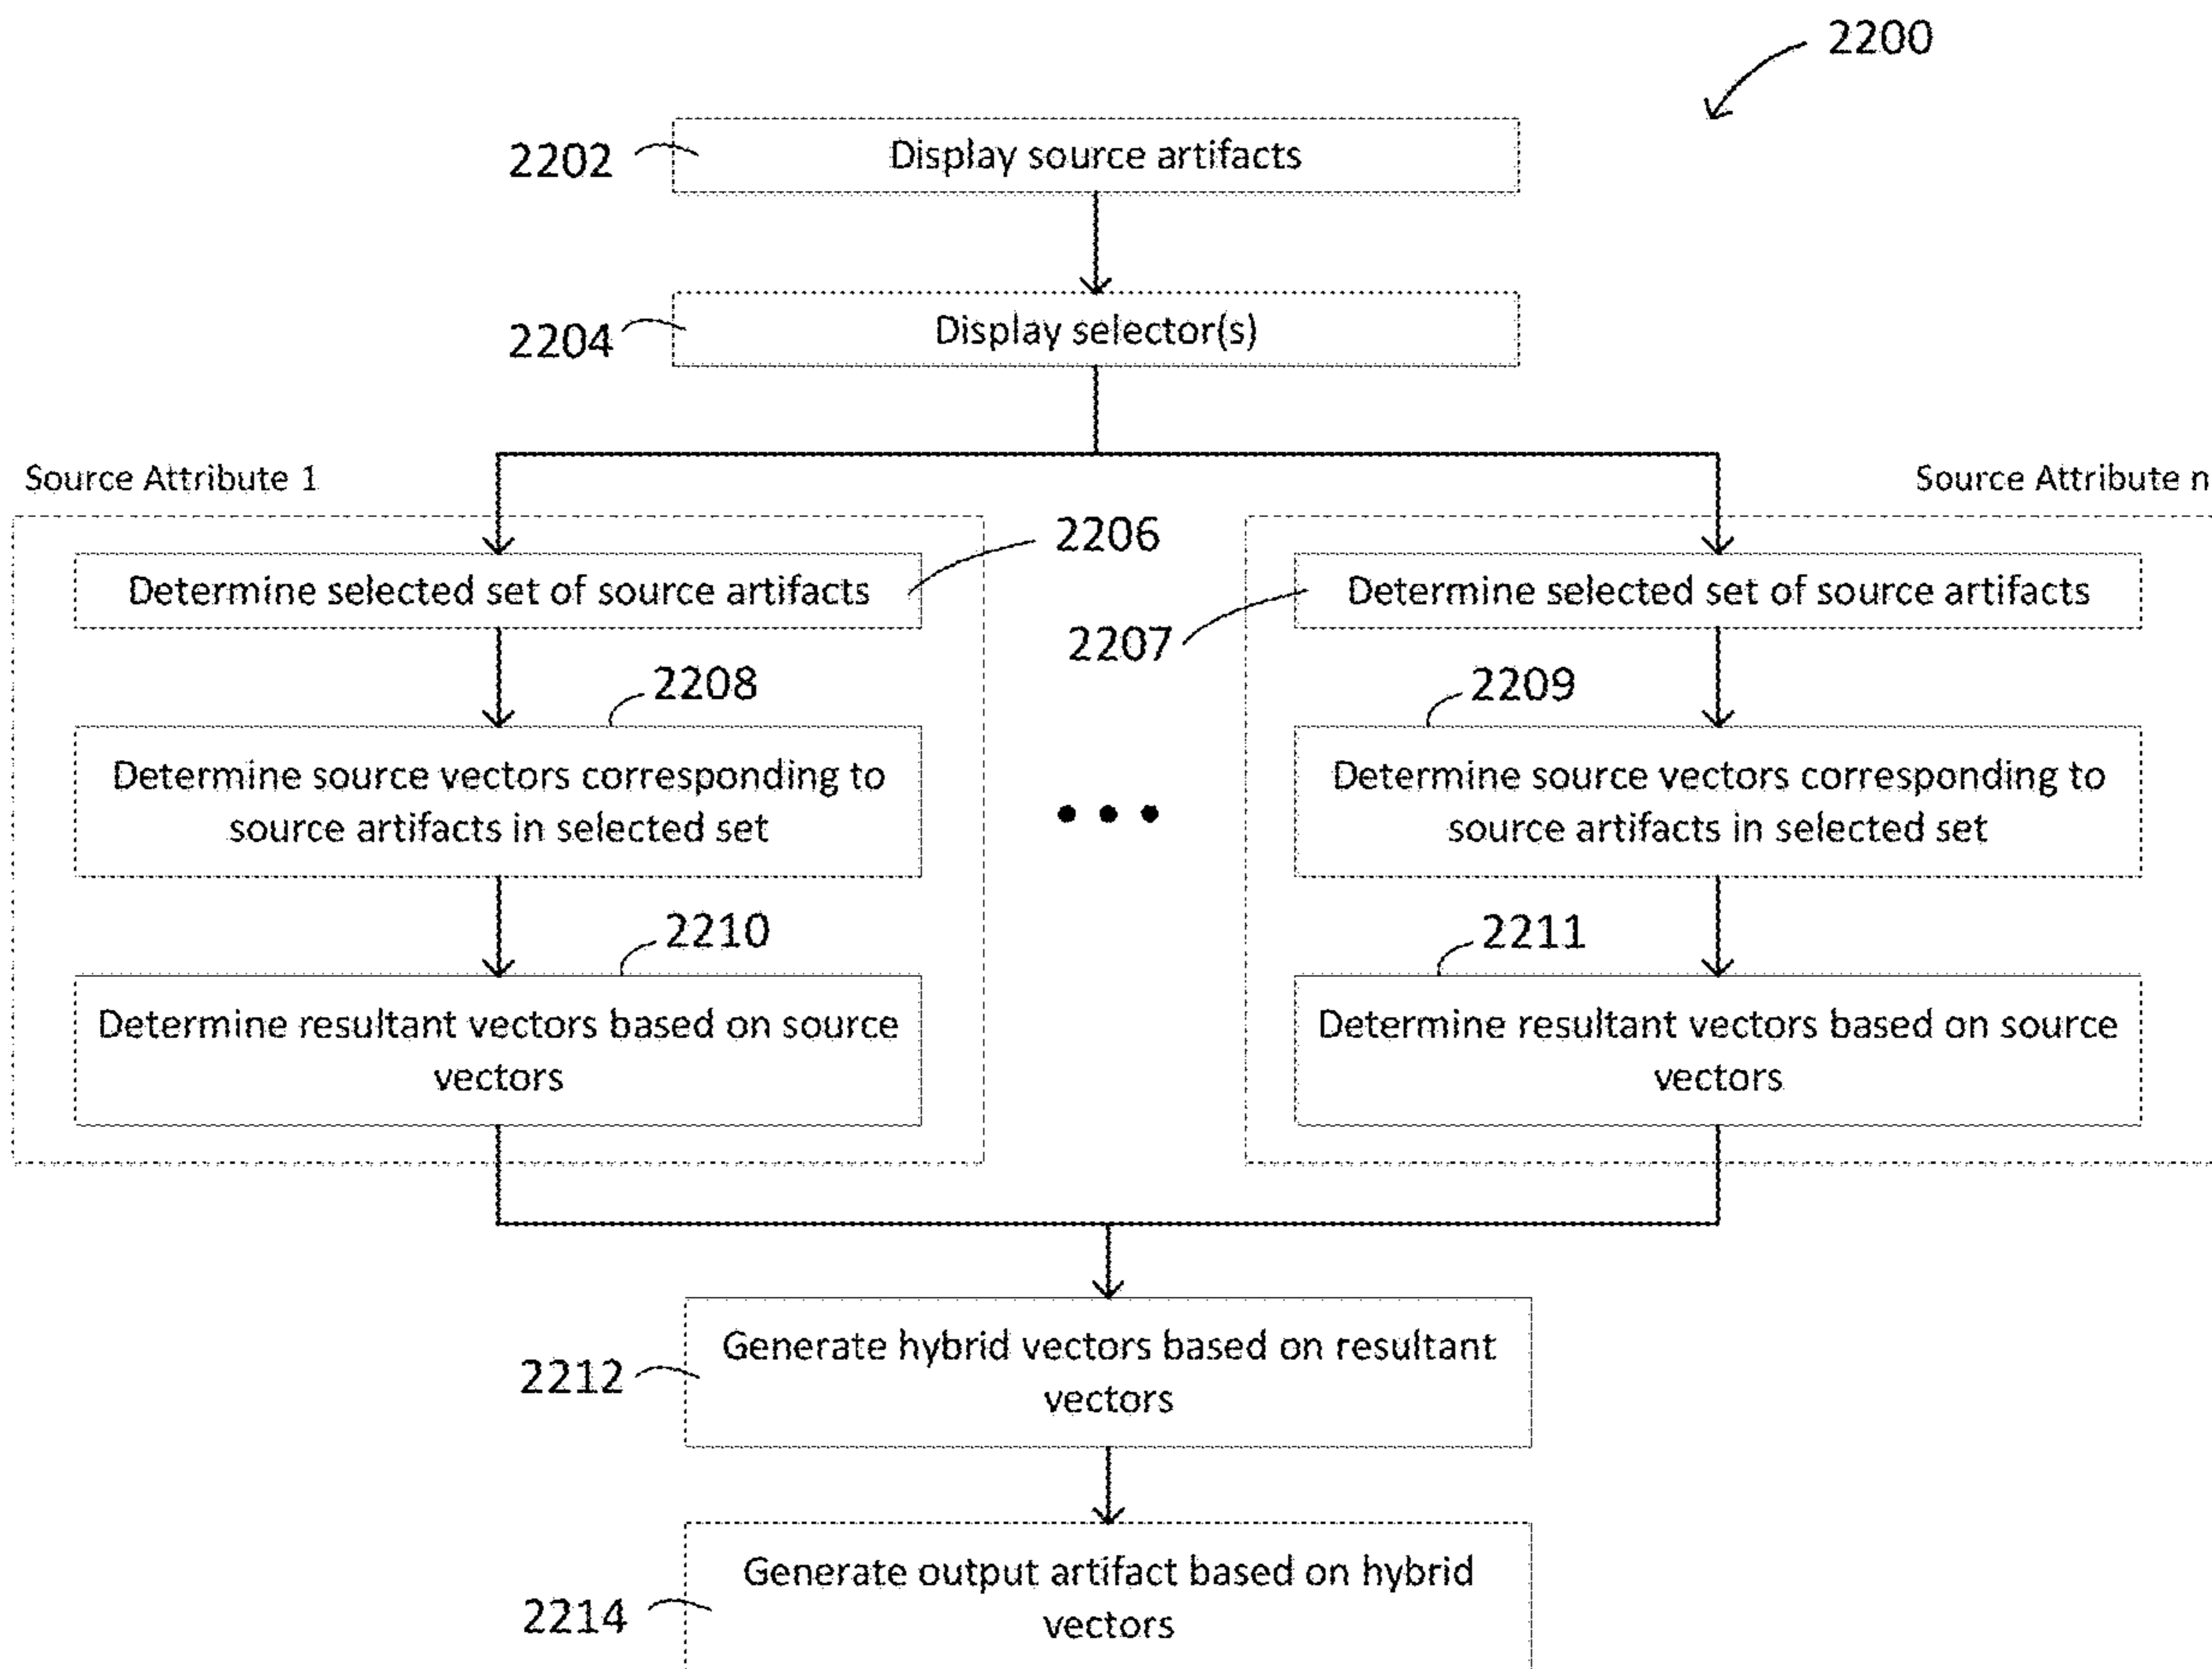 2200
2202
Display source artifacts
2204
Display selector(s)
Source Attribute 1
Source Attribute n
2206
Determine selected set of source artifacts
2207
Determine selected set of source artifacts
2208
Determine source vectors corresponding to
source artifacts in selected set
2209
Determine source vectors corresponding to
source artifacts in selected set
2210
Determine resultant vectors based on source
vectors
2211
Determine resultant vectors based on source
vectors
2212
Generate hybrid vectors based on resultant
vectors
2214
Generate output artifact based on hybrid
vectors